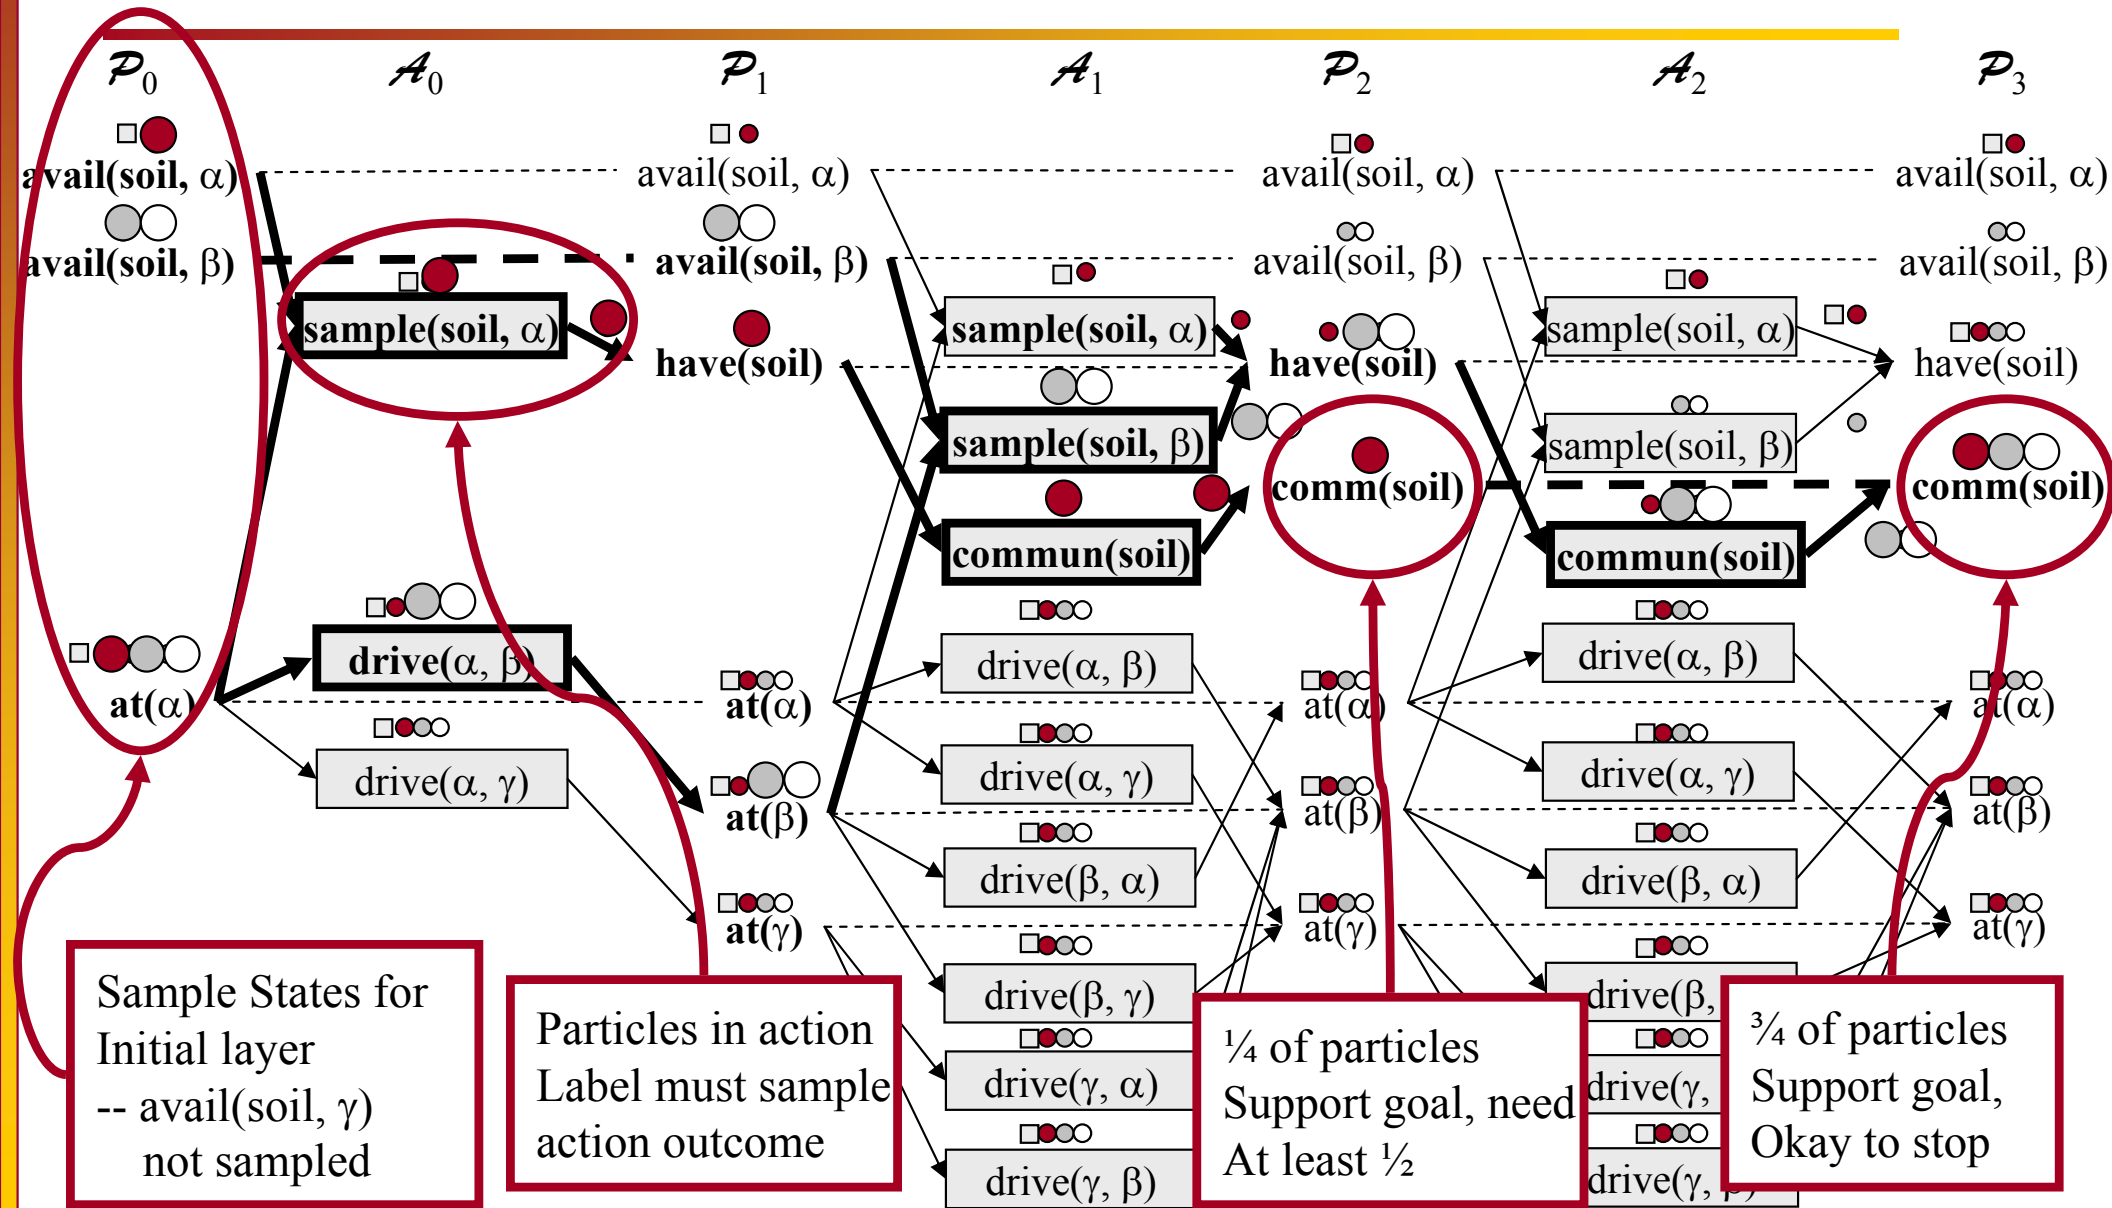 𝒫0 𝒜0 𝒫1 𝒜1 𝒫2 𝒜2 𝒫3
avail(soil, α)
avail(soil, β)
at(α)
sample(soil, α)
drive(α, β)
drive(α, γ)
avail(soil, α)
avail(soil, β)
have(soil)
at(α)
at(β)
at(γ)
sample(soil, α)
sample(soil, β)
commun(soil)
drive(α, β)
drive(α, γ)
drive(β, α)
drive(β, γ)
drive(γ, α)
drive(γ, β)
avail(soil, α)
avail(soil, β)
have(soil)
comm(soil)
at(α)
at(β)
at(γ)
sample(soil, α)
sample(soil, β)
commun(soil)
drive(α, β)
drive(α, γ)
drive(β, α)
drive(β,
drive(γ,
drive(γ, β)
avail(soil, α)
avail(soil, β)
have(soil)
comm(soil)
at(α)
at(β)
at(γ)
Sample States for
Initial layer
-- avail(soil, γ)
not sampled
Particles in action
Label must sample
action outcome
¼ of particles
Support goal, need
At least ½
¾ of particles
Support goal,
Okay to stop